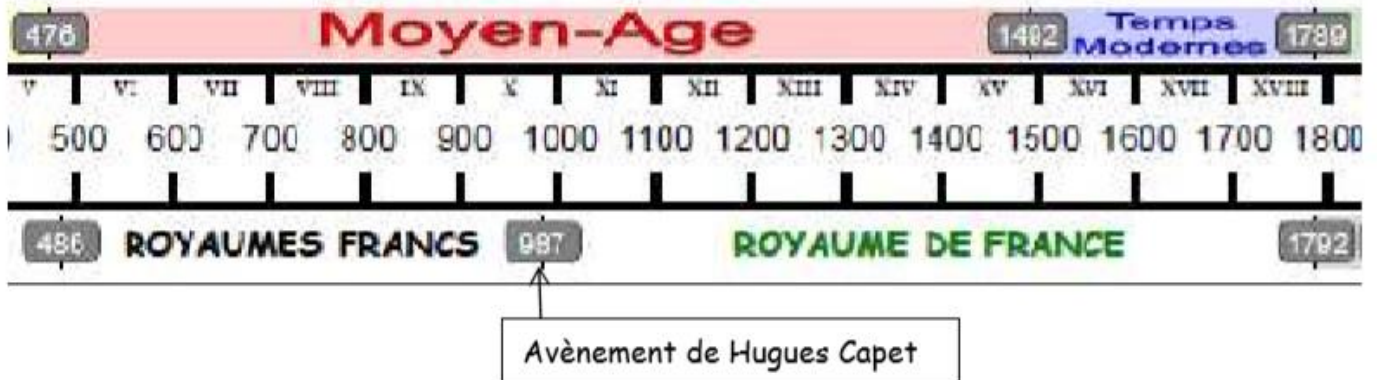 476 Moyen-Age 1492 Temps Modernes 1789
V VI VII VIII IX X XI XII XIII XIV XV XVI XVII XVIII
500 600 700 800 900 1000 1100 1200 1300 1400 1500 1600 1700 1800
486 ROYAUMES FRANCS 987 ROYAUME DE FRANCE 1792
Avènement de Hugues Capet